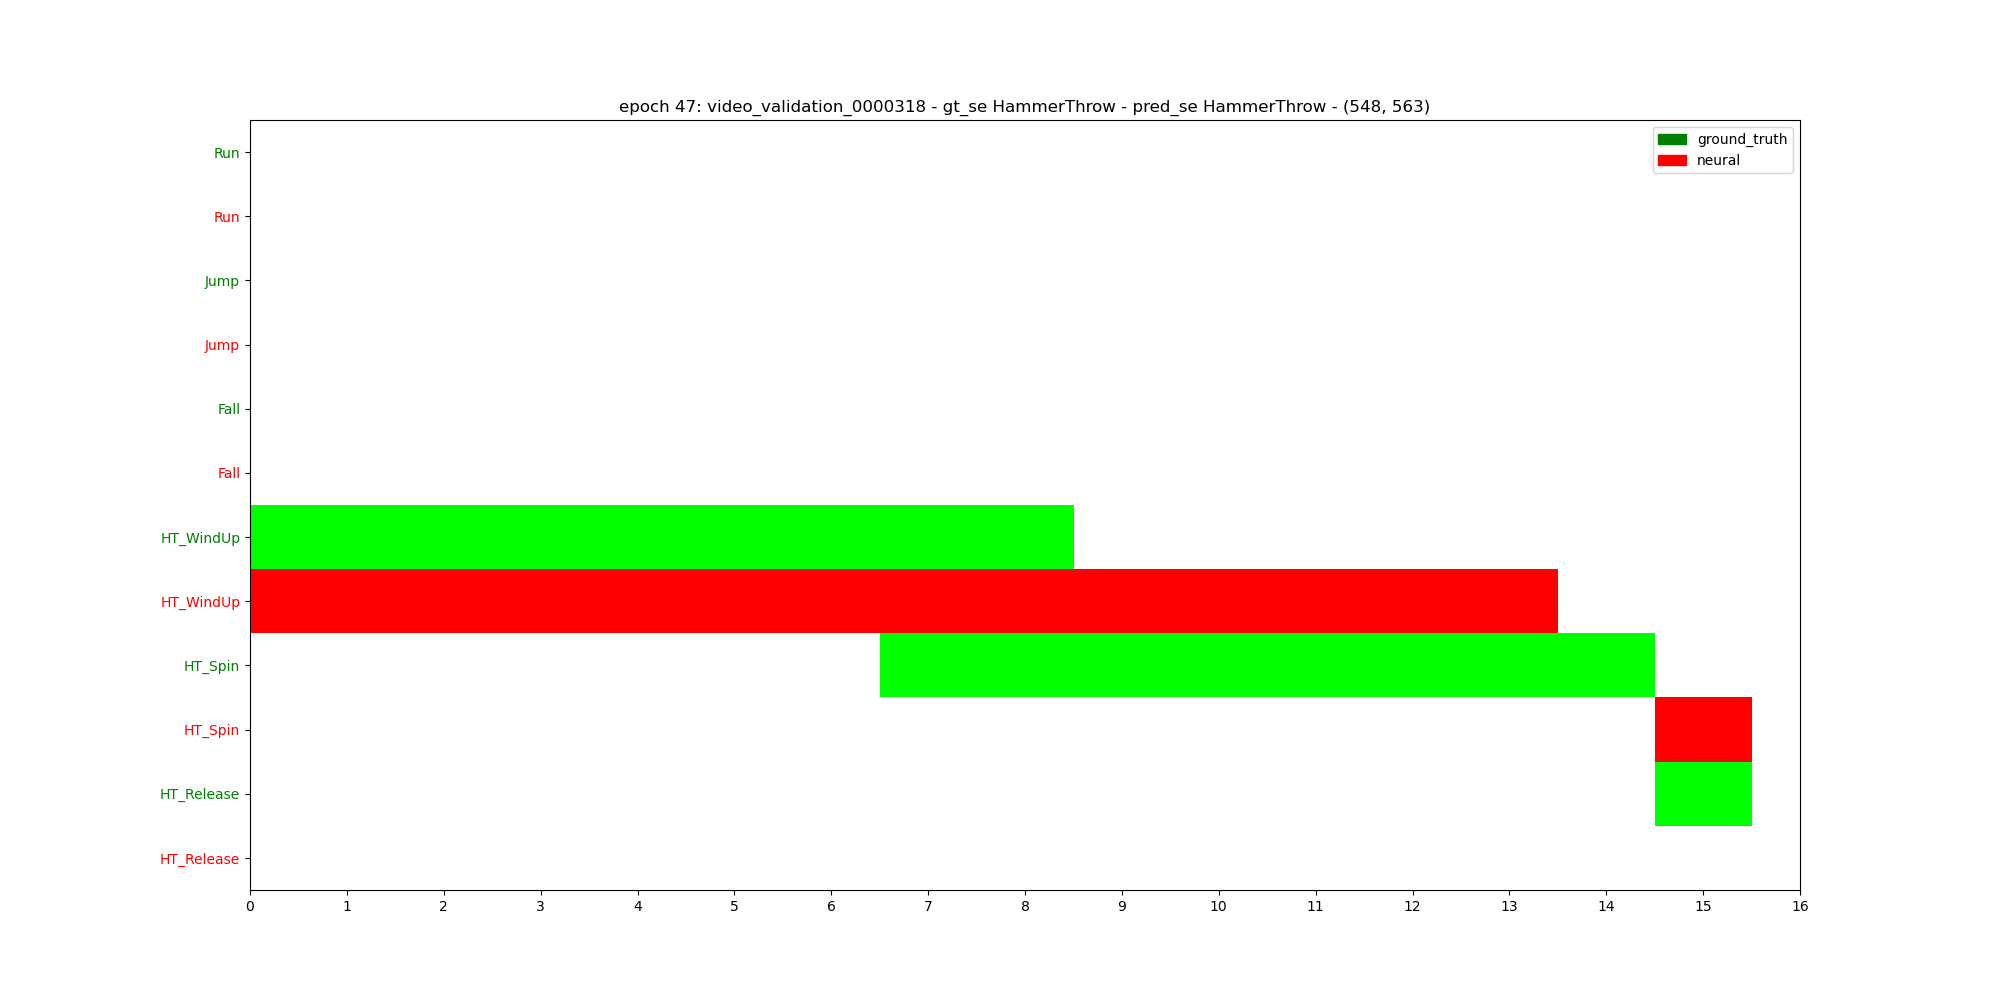 epoch 47: video_validation_0000318 - gt_se HammerThrow - pred_se HammerThrow - (548, 563)
ground_truth
neural
Run
Run
Jump
Jump
Fall
Fall
HT_WindUp
HT_WindUp
HT_Spin
HT_Spin
HT_Release
HT_Release
0 1 2 3 4 5 6 7 8 9 10 11 12 13 14 15 16